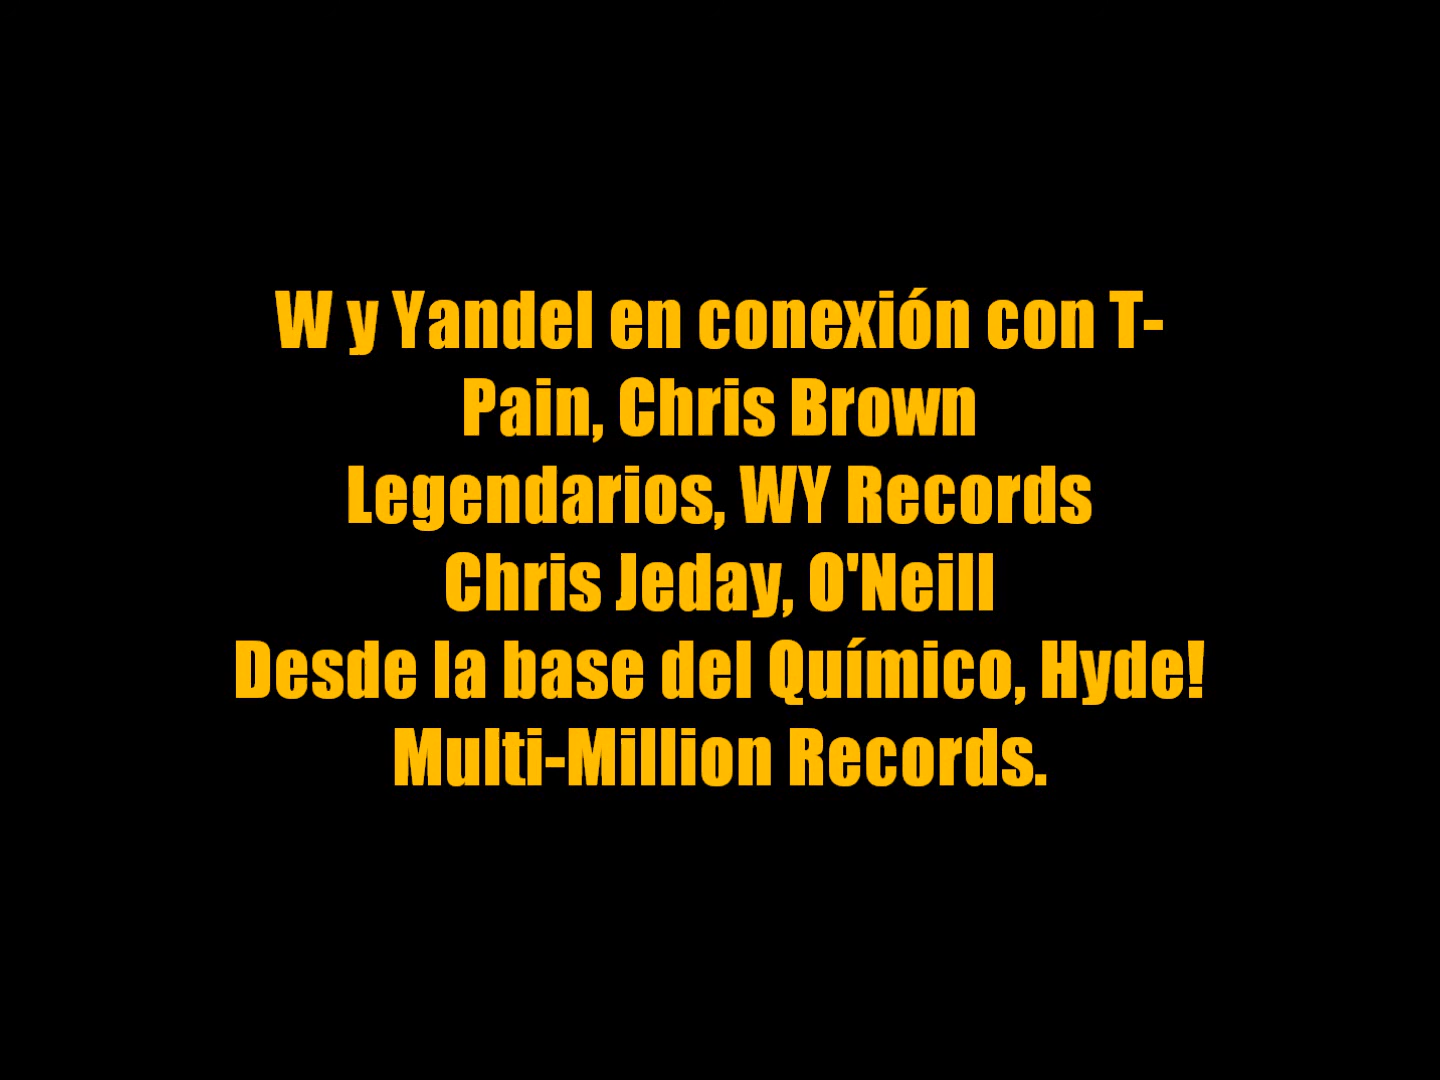 W y Yandel en conexión con T-
Pain, Chris Brown
Legendarios, WY Records
Chris Jeday, O'Neill
Desde la base del Químico, Hyde!
Multi-Million Records.